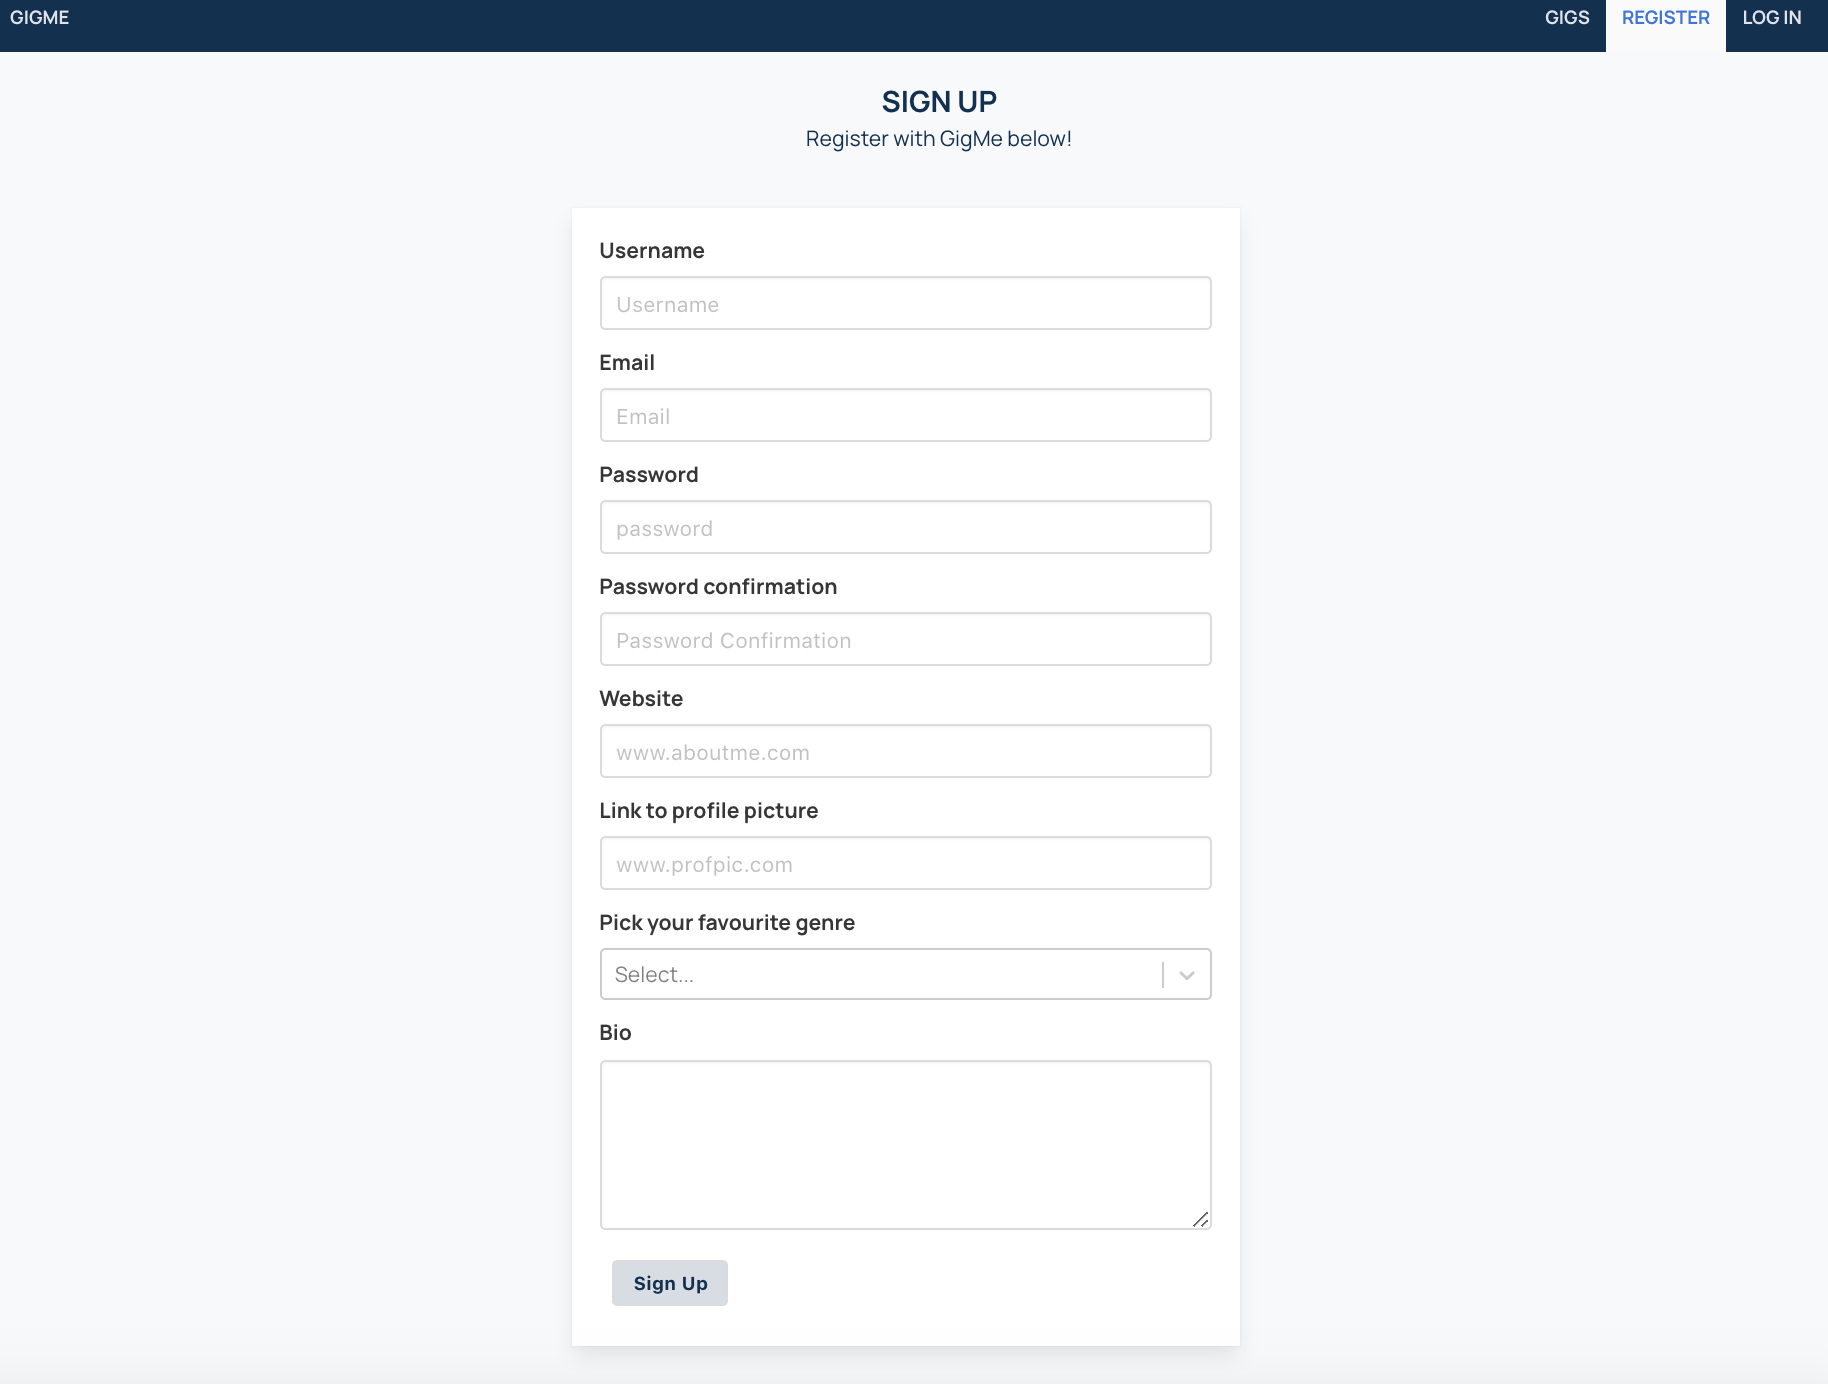 GIGME GIGS REGISTER LOG IN
SIGN UP
Register with GigMe below!
Username
Username
Email
Email
Password
password
Password confirmation
Password Confirmation
Website
www.aboutme.com
Link to profile picture
www.profpic.com
Pick your favourite genre
Select...
Bio
Sign Up